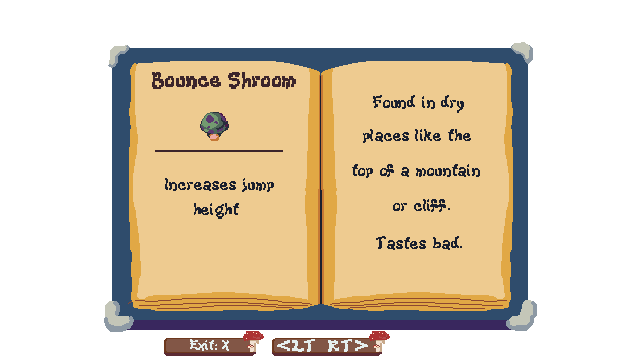 Bounce Shroom
Increases jump
height
Found in dry
places like the
top of a mountain
or cliff.
Tastes bad.
Exit: X
<LT RT>